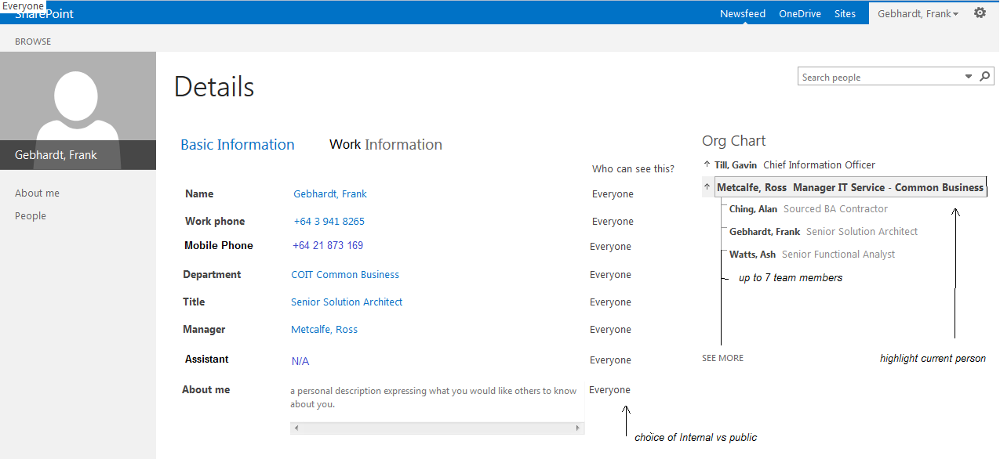 Everyone
SharePoint
Newsfeed OneDrive Sites Gebhardt, Frank
BROWSE
Details
Search people
Gebhardt, Frank
About me
People
Basic Information Work Information
Who can see this?
Name Gebhardt, Frank Everyone
Work phone +64 3 941 8265 Everyone
Mobile Phone +64 21 873 169 Everyone
Department COIT Common Business Everyone
Title Senior Solution Architect Everyone
Manager Metcalfe, Ross Everyone
Assistant N/A Everyone
About me a personal description expressing what you would like others to know Everyone
about you.
choice of Internal vs public
Org Chart
Till, Gavin Chief Information Officer
Metcalfe, Ross Manager IT Service - Common Business
Ching, Alan Sourced BA Contractor
Gebhardt, Frank Senior Solution Architect
Watts, Ash Senior Functional Analyst
up to 7 team members
SEE MORE
highlight current person